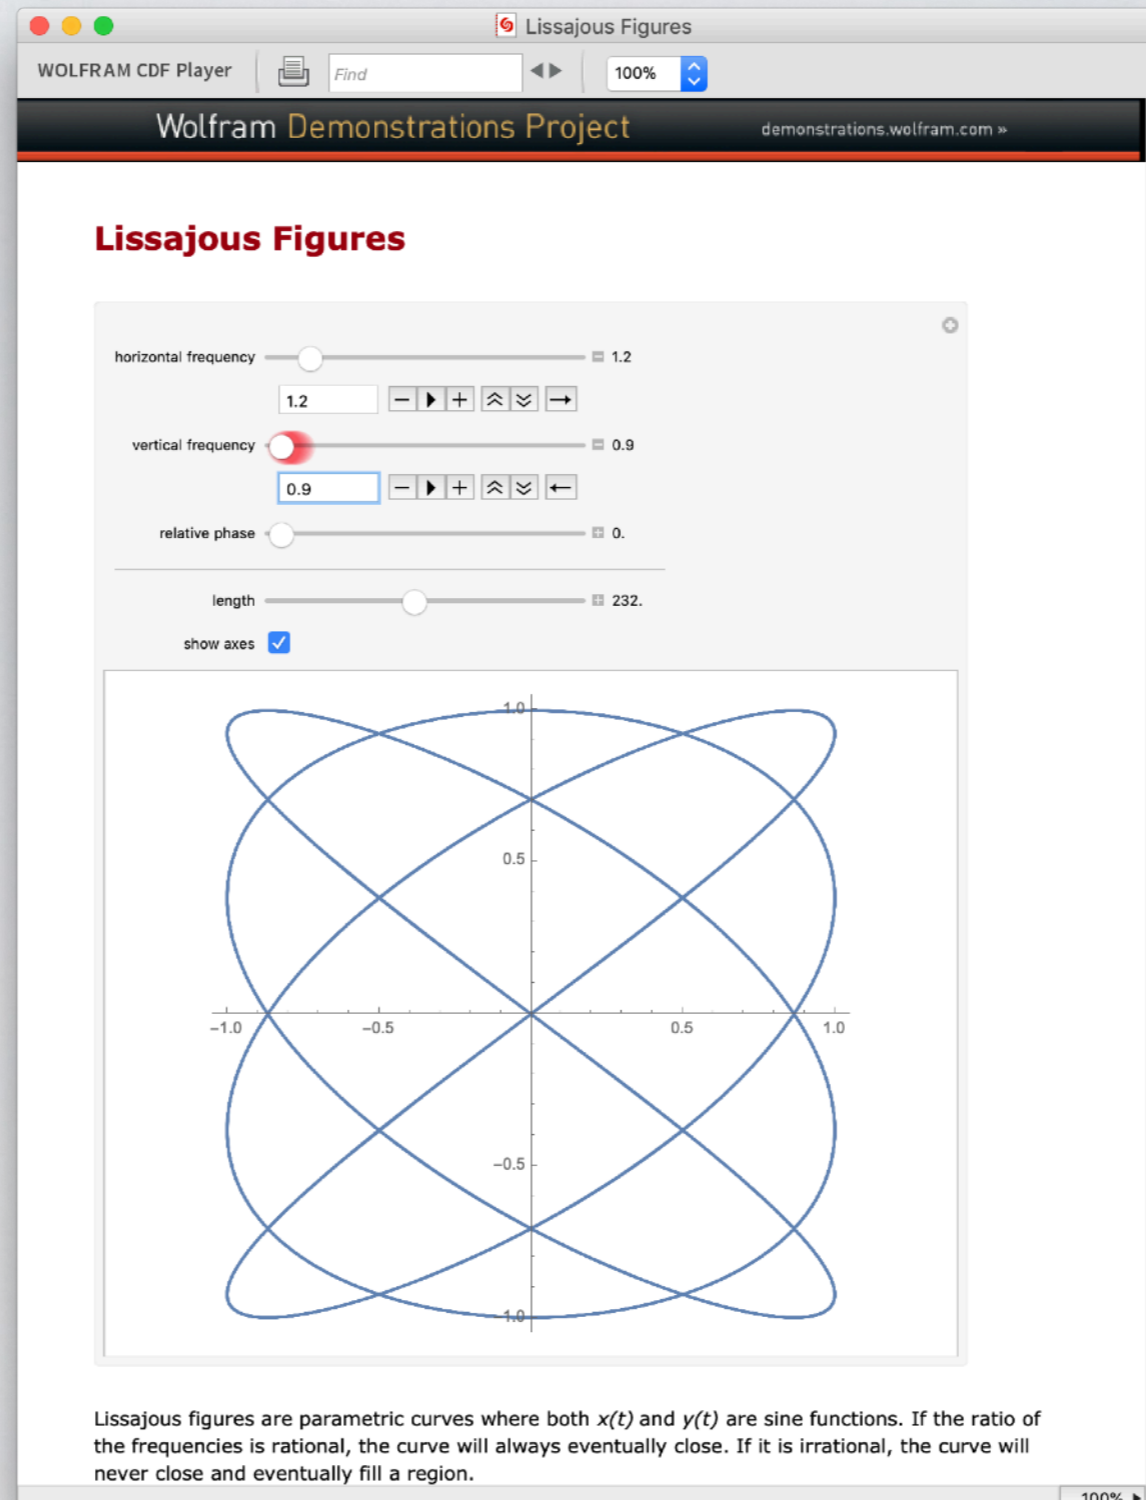 Lissajous Figures
WOLFRAM CDF Player
Find
100%
Wolfram Demonstrations Project
demonstrations.wolfram.com »
Lissajous Figures
horizontal frequency
1.2
1.2
vertical frequency
0.9
0.9
relative phase
0.
length
232.
show axes
1.0
0.5
−1.0
−0.5
0.5
1.0
−0.5
−1.0
Lissajous figures are parametric curves where both x(t) and y(t) are sine functions. If the ratio of
the frequencies is rational, the curve will always eventually close. If it is irrational, the curve will
never close and eventually fill a region.
100%